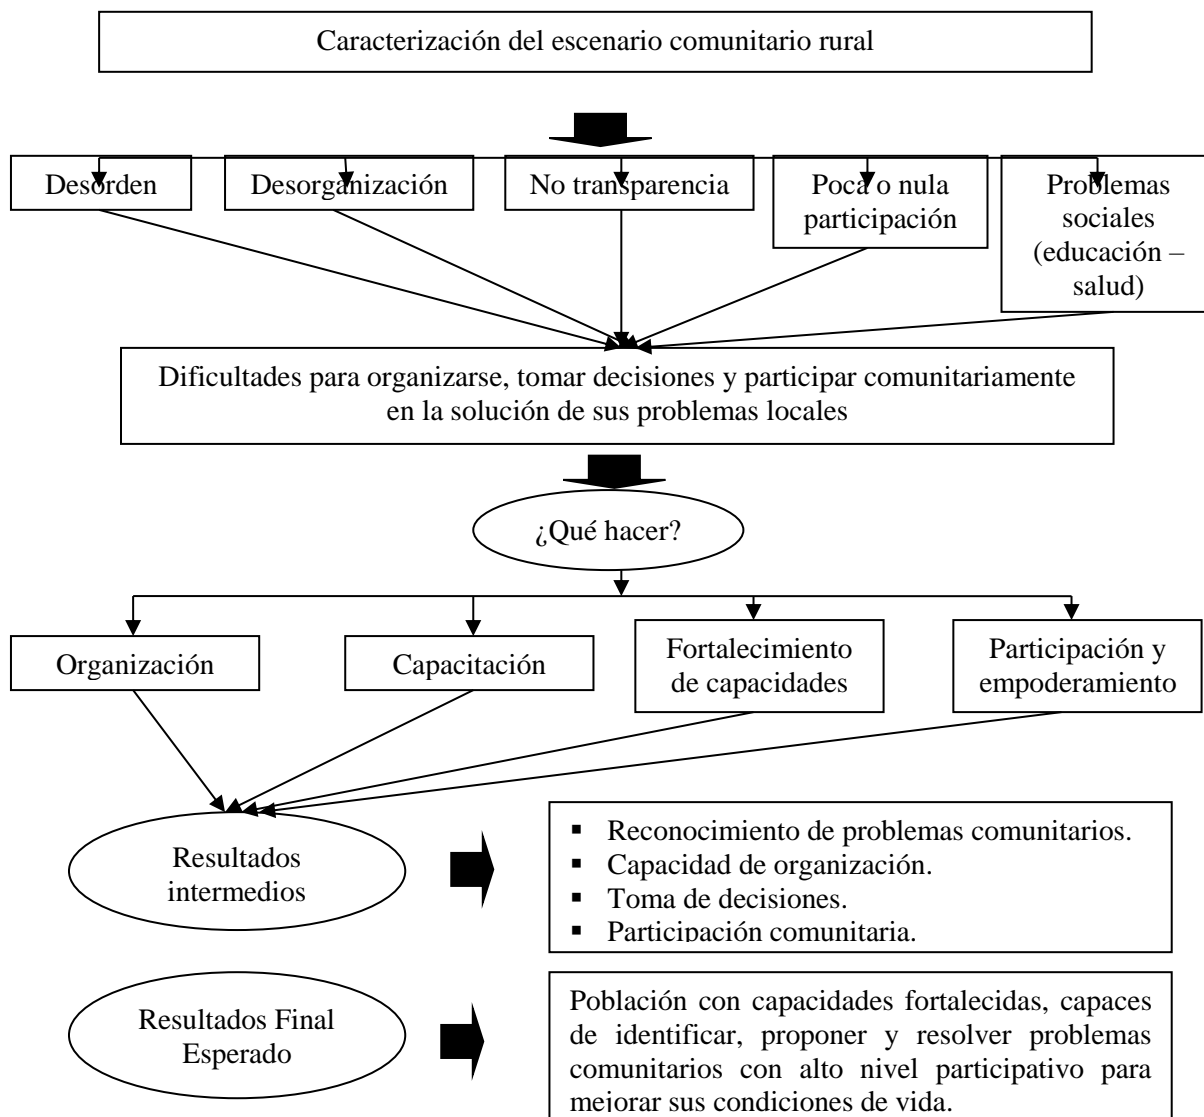 Caracterización del escenario comunitario rural
Desorden
Desorganización
No transparencia
Poca o nula
participación
Problemas
sociales
(educación –
salud)
Dificultades para organizarse, tomar decisiones y participar comunitariamente
en la solución de sus problemas locales
¿Qué hacer?
Organización
Capacitación
Fortalecimiento
de capacidades
Participación y
empoderamiento
Resultados
intermedios
▪ Reconocimiento de problemas comunitarios.
▪ Capacidad de organización.
▪ Toma de decisiones.
▪ Participación comunitaria.
Resultados Final
Esperado
Población con capacidades fortalecidas, capaces
de identificar, proponer y resolver problemas
comunitarios con alto nivel participativo para
mejorar sus condiciones de vida.